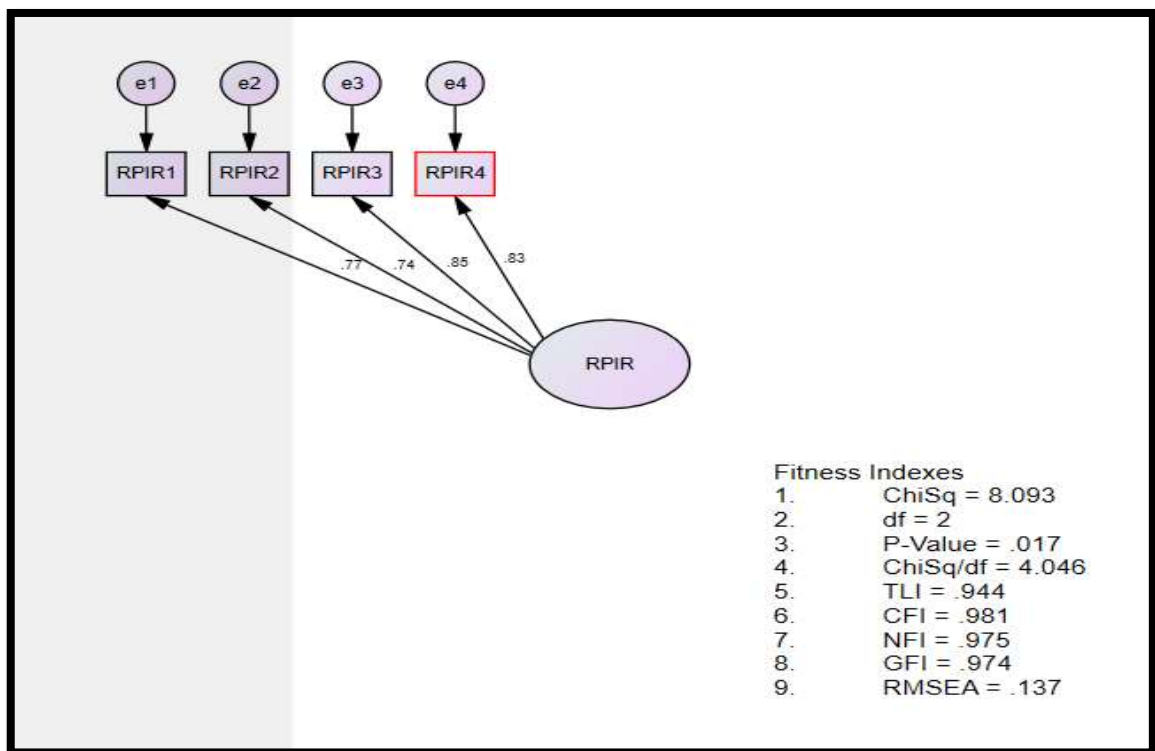 e1 e2 e3 e4
RPIR1 RPIR2 RPIR3 RPIR4
.77 .74 .85 .83
RPIR
Fitness Indexes
1. ChiSq = 8.093
2. df = 2
3. P-Value = .017
4. ChiSq/df = 4.046
5. TLI = .944
6. CFI = .981
7. NFI = .975
8. GFI = .974
9. RMSEA = .137